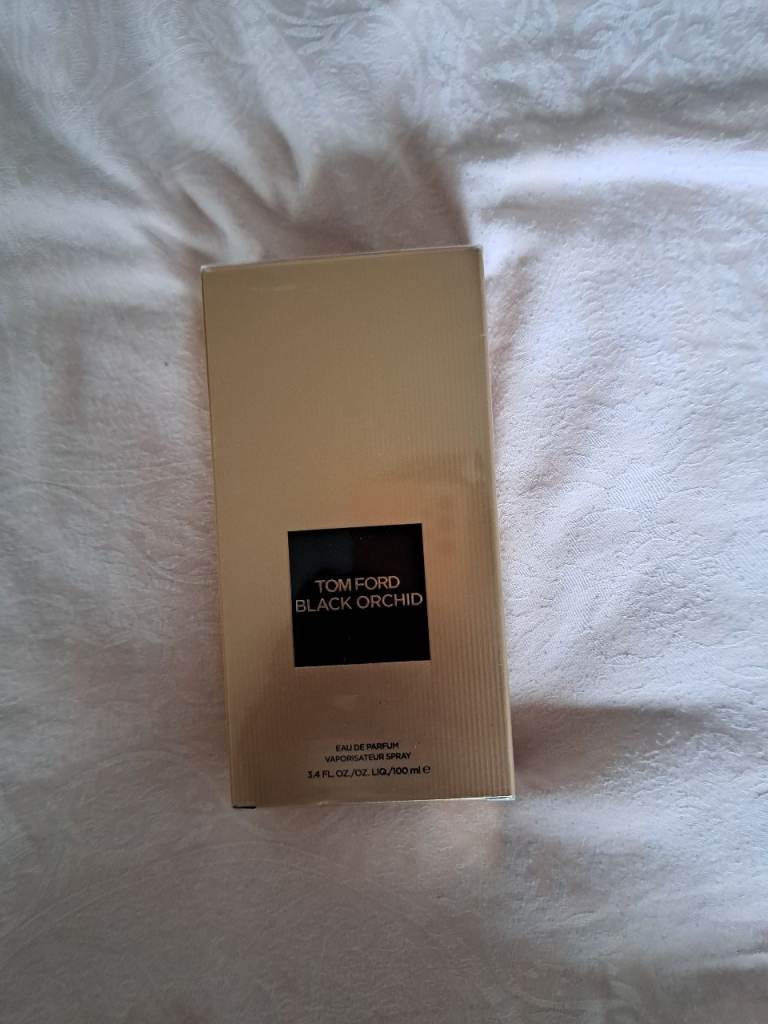 TOM FORD
BLACK ORCHID
EAU DE PARFUM
VAPORISATEUR SPRAY
3.4 FL. OZ./OZ. LIQ./100 ml ℮